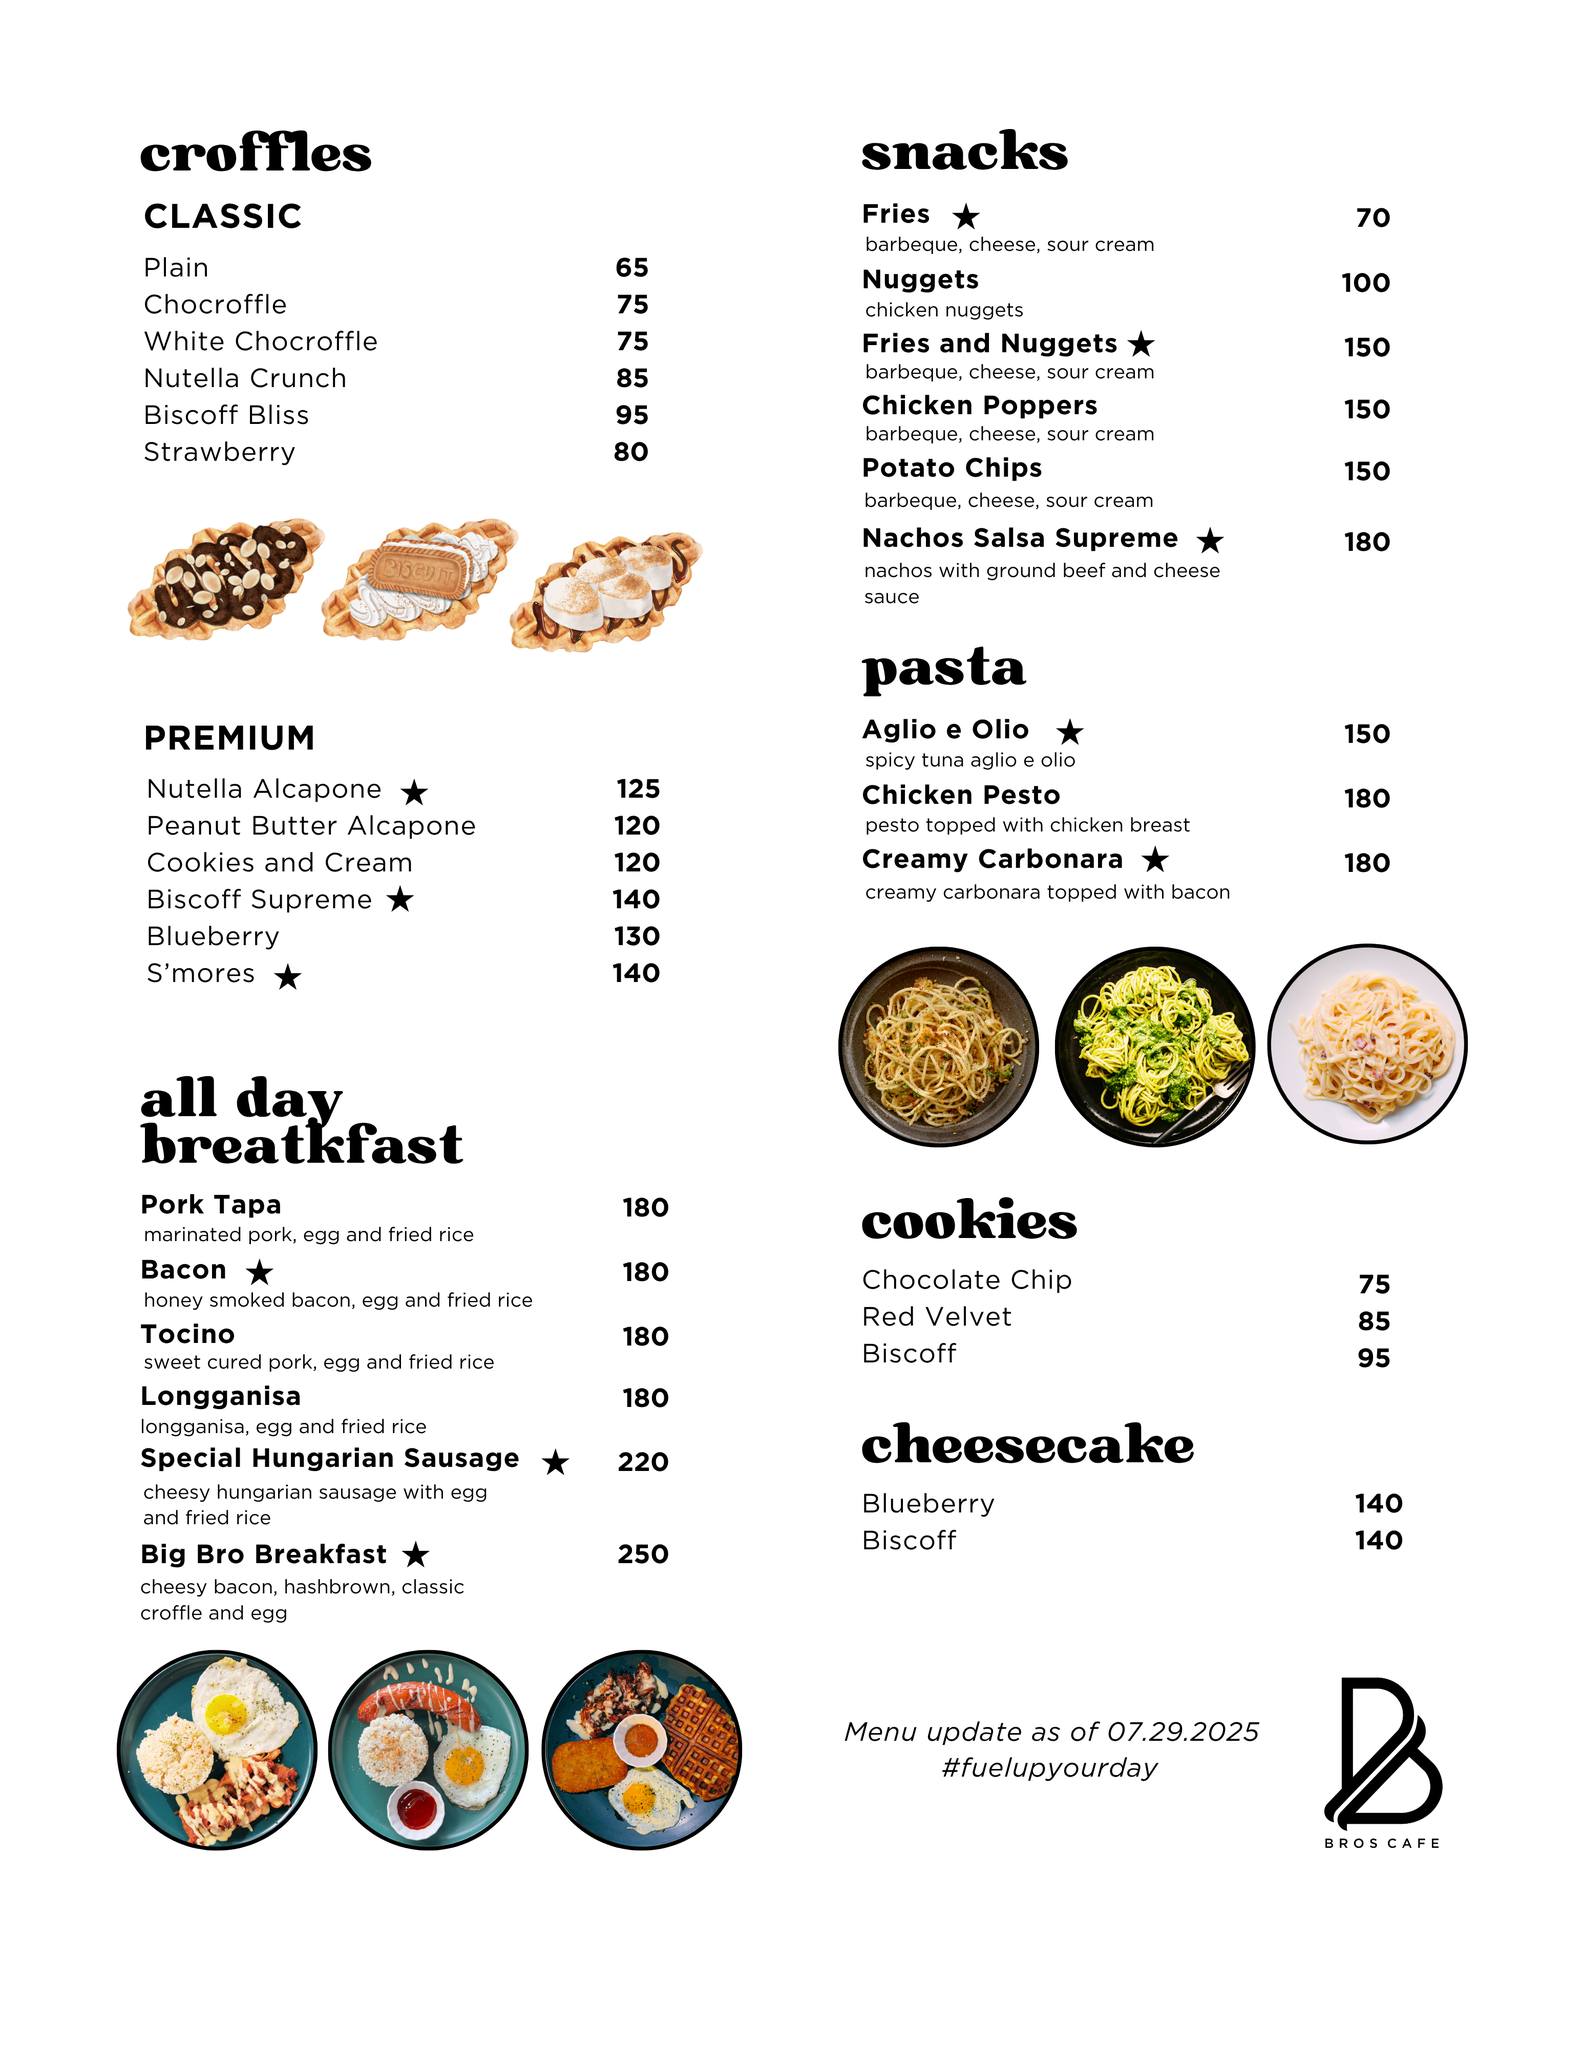 croffles
CLASSIC
Plain 65
Chocroffle 75
White Chocroffle 75
Nutella Crunch 85
Biscoff Bliss 95
Strawberry 80
BISCUIT
PREMIUM
Nutella Alcapone ★ 125
Peanut Butter Alcapone 120
Cookies and Cream 120
Biscoff Supreme ★ 140
Blueberry 130
S’mores ★ 140
all day
breatkfast
Pork Tapa 180
marinated pork, egg and fried rice
Bacon ★ 180
honey smoked bacon, egg and fried rice
Tocino 180
sweet cured pork, egg and fried rice
Longganisa 180
longganisa, egg and fried rice
Special Hungarian Sausage ★ 220
cheesy hungarian sausage with egg
and fried rice
Big Bro Breakfast ★ 250
cheesy bacon, hashbrown, classic
croffle and egg
snacks
Fries ★ 70
barbeque, cheese, sour cream
Nuggets 100
chicken nuggets
Fries and Nuggets ★ 150
barbeque, cheese, sour cream
Chicken Poppers 150
barbeque, cheese, sour cream
Potato Chips 150
barbeque, cheese, sour cream
Nachos Salsa Supreme ★ 180
nachos with ground beef and cheese
sauce
pasta
Aglio e Olio ★ 150
spicy tuna aglio e olio
Chicken Pesto 180
pesto topped with chicken breast
Creamy Carbonara ★ 180
creamy carbonara topped with bacon
cookies
Chocolate Chip 75
Red Velvet 85
Biscoff 95
cheesecake
Blueberry 140
Biscoff 140
Menu update as of 07.29.2025
#fuelupyourday
B
BROS CAFE